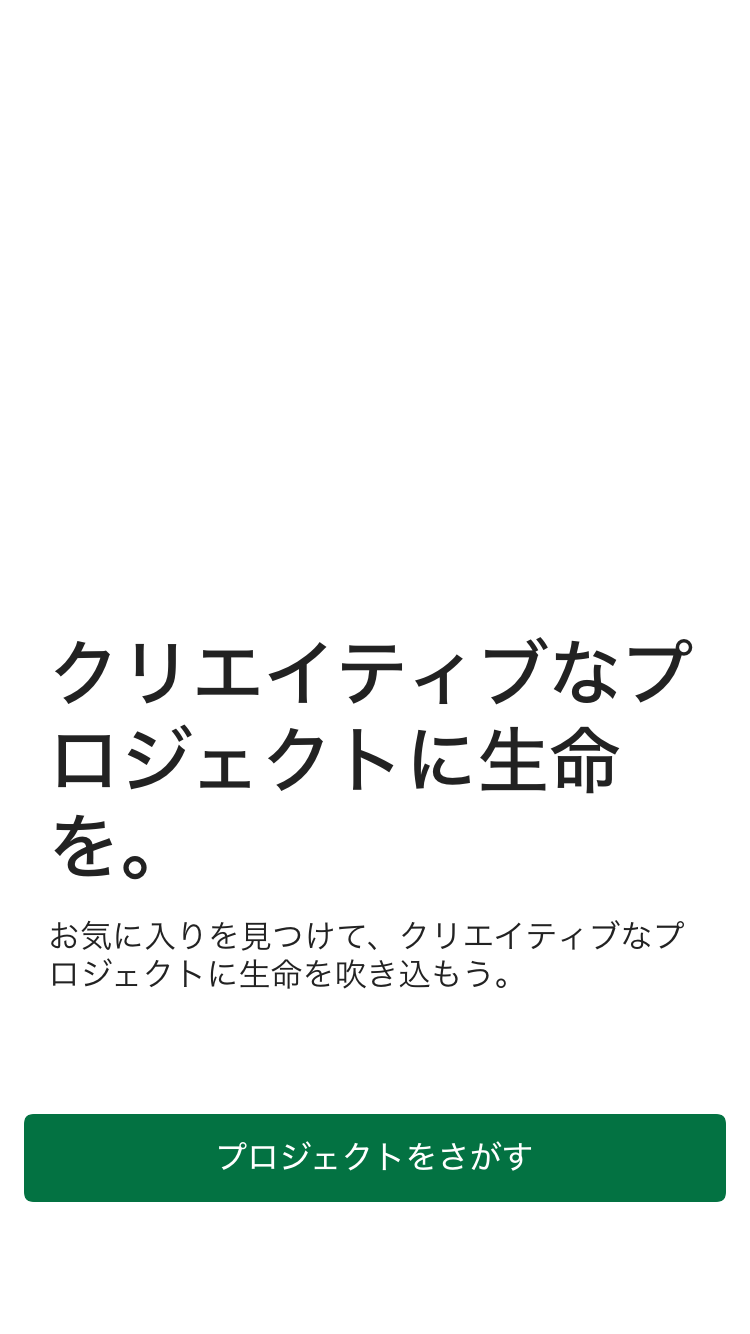 クリエイティブなプ
ロジェクトに生命
を。
お気に入りを見つけて、クリエイティブなプ
ロジェクトに生命を吹き込もう。
プロジェクトをさがす